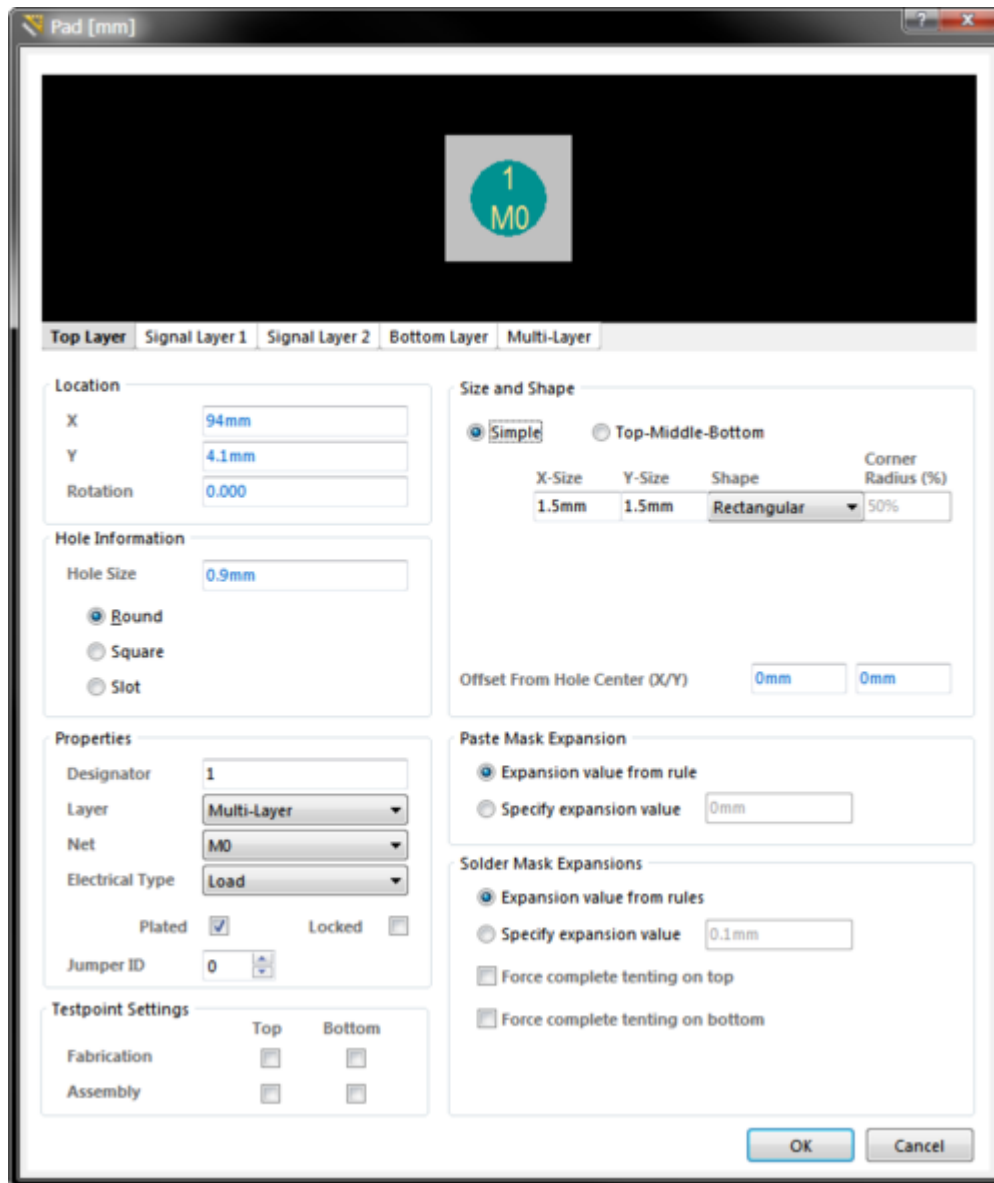 Pad [mm]
?
1
M0
Top Layer Signal Layer 1 Signal Layer 2 Bottom Layer Multi-Layer
Location
X 94mm
Y 4.1mm
Rotation 0.000
Hole Information
Hole Size 0.9mm
Round
Square
Slot
Properties
Designator 1
Layer Multi-Layer
Net M0
Electrical Type Load
Plated Locked
Jumper ID 0
Testpoint Settings
Top Bottom
Fabrication
Assembly
Size and Shape
Simple Top-Middle-Bottom
X-Size Y-Size Shape Corner Radius (%)
1.5mm 1.5mm Rectangular 50%
Offset From Hole Center (X/Y) 0mm 0mm
Paste Mask Expansion
Expansion value from rule
Specify expansion value 0mm
Solder Mask Expansions
Expansion value from rules
Specify expansion value 0.1mm
Force complete tenting on top
Force complete tenting on bottom
OK Cancel